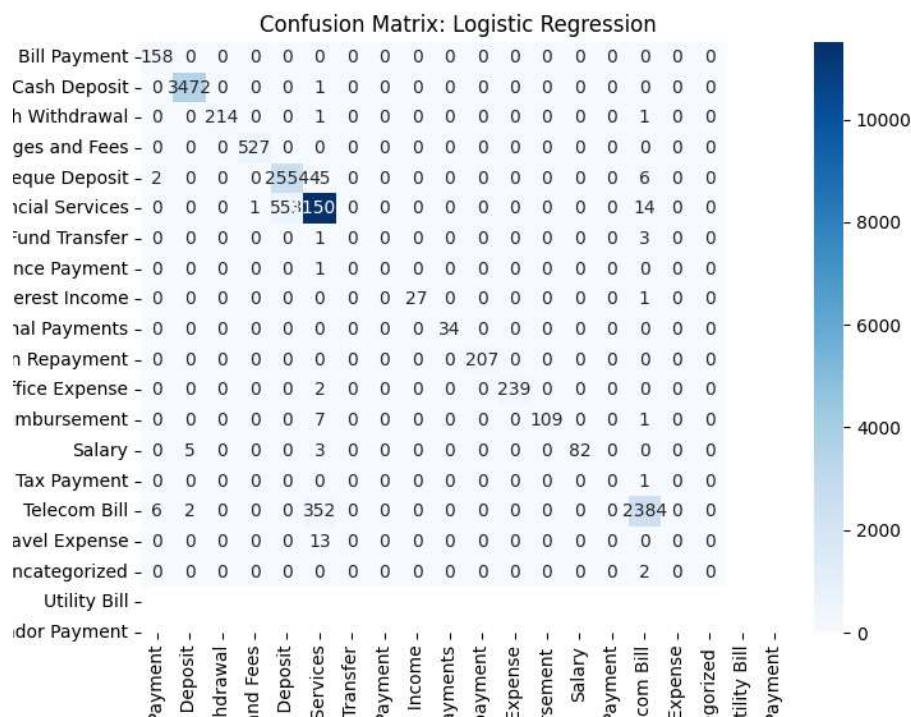 Confusion Matrix: Logistic Regression
Bill Payment 158 0 0 0 0 0 0 0 0 0 0 0 0 0 0 0 0 0
Cash Deposit 0 3472 0 0 0 1 0 0 0 0 0 0 0 0 0 0 0 0
h Withdrawal 0 0 214 0 0 1 0 0 0 0 0 0 0 0 0 1 0 0
ges and Fees 0 0 0 527 0 0 0 0 0 0 0 0 0 0 0 0 0 0
eque Deposit 2 0 0 0 255445 0 0 0 0 0 0 0 0 0 6 0 0
ncial Services 0 0 0 1 553150 0 0 0 0 0 0 0 0 0 14 0 0
Fund Transfer 0 0 0 0 0 1 0 0 0 0 0 0 0 0 0 3 0 0
nce Payment 0 0 0 0 0 1 0 0 0 0 0 0 0 0 0 0 0 0
erest Income 0 0 0 0 0 0 0 0 27 0 0 0 0 0 0 1 0 0
nal Payments 0 0 0 0 0 0 0 0 0 34 0 0 0 0 0 0 0 0
n Repayment 0 0 0 0 0 0 0 0 0 0 207 0 0 0 0 0 0 0
ffice Expense 0 0 0 0 0 2 0 0 0 0 0 239 0 0 0 0 0 0
mbursement 0 0 0 0 0 7 0 0 0 0 0 0 109 0 0 1 0 0
Salary 0 5 0 0 0 3 0 0 0 0 0 0 0 82 0 0 0 0
Tax Payment 0 0 0 0 0 0 0 0 0 0 0 0 0 0 0 1 0 0
Telecom Bill 6 2 0 0 0 352 0 0 0 0 0 0 0 0 0 2384 0 0
avel Expense 0 0 0 0 0 13 0 0 0 0 0 0 0 0 0 0 0 0
ncategorized 0 0 0 0 0 0 0 0 0 0 0 0 0 0 0 2 0 0
Utility Bill
dor Payment
Payment
Deposit
hdrawal
and Fees
Deposit
Services
Transfer
Payment
Income
ayments
payment
Expense
rsement
Salary
Payment
com Bill
Expense
gorized
tility Bill
Payment
10000
8000
6000
4000
2000
0